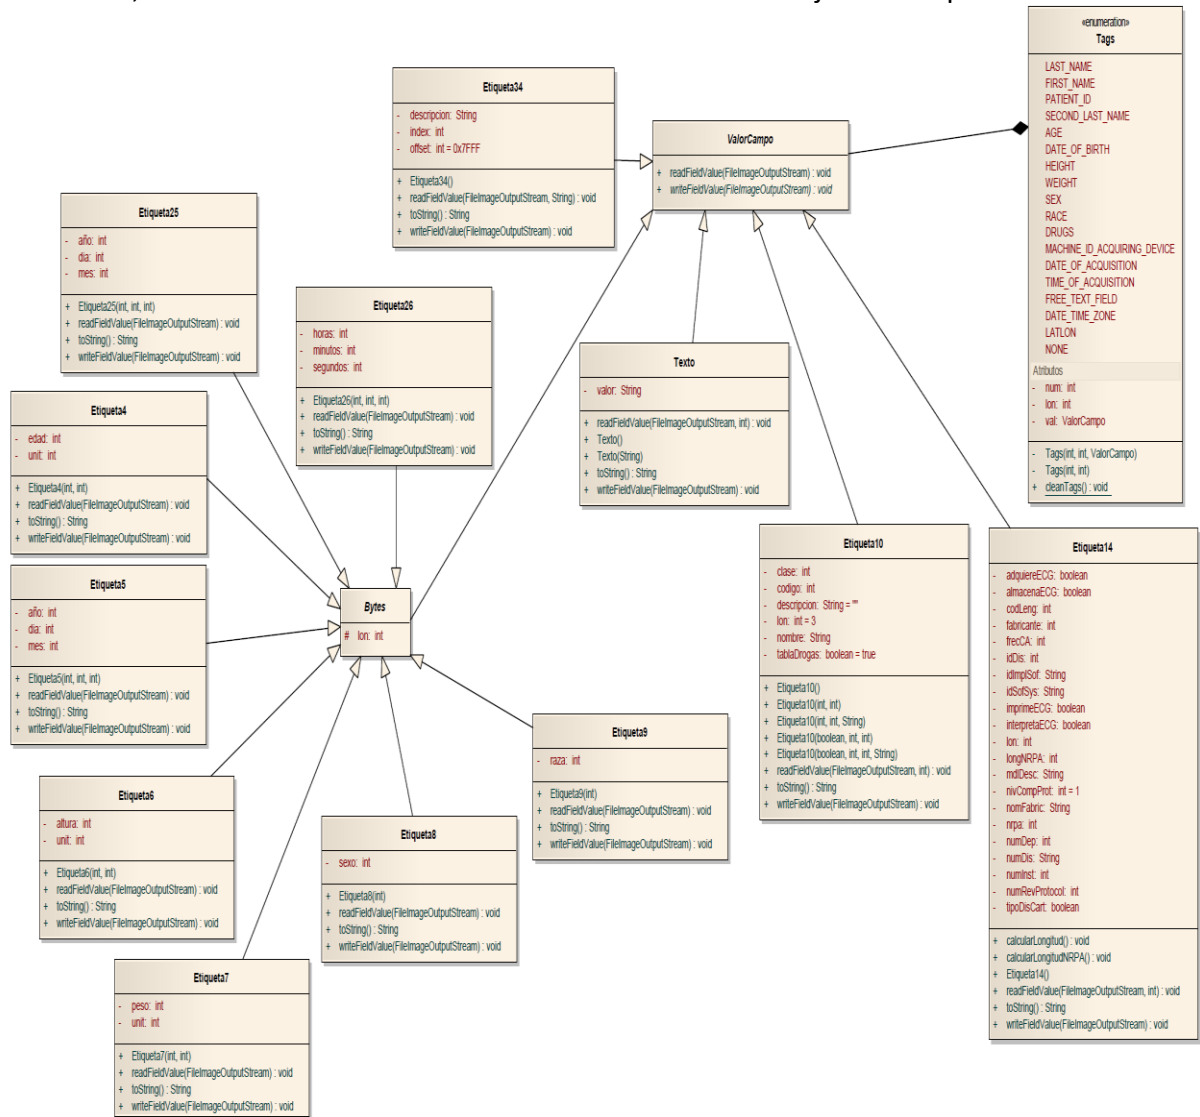 «enumeration»
Tags
LAST_NAME
FIRST_NAME
PATIENT_ID
SECOND_LAST_NAME
AGE
DATE_OF_BIRTH
HEIGHT
WEIGHT
SEX
RACE
DRUGS
MACHINE_ID_ACQUIRING_DEVICE
DATE_OF_ACQUISITION
TIME_OF_ACQUISITION
FREE_TEXT_FIELD
DATE_TIME_ZONE
LATLON
NONE
Atributos
- num: int
- lon: int
- val: ValorCampo
- Tags(int, int, ValorCampo)
- Tags(int, int)
+ cleanTags() : void
Etiqueta34
- descripcion: String
- index: int
- offset: int = 0x7FFF
+ Etiqueta34()
+ readFieldValue(FileImageOutputStream, String) : void
+ toString() : String
+ writeFieldValue(FileImageOutputStream) : void
ValorCampo
+ readFieldValue(FileImageOutputStream) : void
+ writeFieldValue(FileImageOutputStream) : void
Etiqueta25
- año: int
- dia: int
- mes: int
+ Etiqueta25(int, int, int)
+ readFieldValue(FileImageOutputStream) : void
+ toString() : String
+ writeFieldValue(FileImageOutputStream) : void
Etiqueta26
- horas: int
- minutos: int
- segundos: int
+ Etiqueta26(int, int, int)
+ readFieldValue(FileImageOutputStream) : void
+ toString() : String
+ writeFieldValue(FileImageOutputStream) : void
Texto
- valor: String
+ readFieldValue(FileImageOutputStream, int) : void
+ Texto()
+ Texto(String)
+ toString() : String
+ writeFieldValue(FileImageOutputStream) : void
Etiqueta4
- edad: int
- unit: int
+ Etiqueta4(int, int)
+ readFieldValue(FileImageOutputStream) : void
+ toString() : String
+ writeFieldValue(FileImageOutputStream) : void
Etiqueta5
- año: int
- dia: int
- mes: int
+ Etiqueta5(int, int, int)
+ readFieldValue(FileImageOutputStream) : void
+ toString() : String
+ writeFieldValue(FileImageOutputStream) : void
Bytes
# lon: int
Etiqueta10
- clase: int
- codigo: int
- descripcion: String = ""
- lon: int = 3
- nombre: String
- tablaDrogas: boolean = true
+ Etiqueta10()
+ Etiqueta10(int, int)
+ Etiqueta10(int, int, String)
+ Etiqueta10(boolean, int, int)
+ Etiqueta10(boolean, int, int, String)
+ readFieldValue(FileImageOutputStream, int) : void
+ toString() : String
+ writeFieldValue(FileImageOutputStream) : void
Etiqueta14
- adquiereECG: boolean
- almacenaECG: boolean
- codLeng: int
- fabricante: int
- frecCA: int
- idDis: int
- idImplSof: String
- idSofSys: String
- imprimeECG: boolean
- interpretaECG: boolean
- lon: int
- longNRPA: int
- mdlDesc: String
- nivCompProt: int = 1
- nomFabric: String
- nrpa: int
- numDep: int
- numDis: String
- numInst: int
- numRevProtocol: int
- tipoDisCart: boolean
+ calcularLongitud() : void
+ calcularLongitudNRPA() : void
+ Etiqueta14()
+ readFieldValue(FileImageOutputStream, int) : void
+ toString() : String
+ writeFieldValue(FileImageOutputStream) : void
Etiqueta9
- raza: int
+ Etiqueta9(int)
+ readFieldValue(FileImageOutputStream) : void
+ toString() : String
+ writeFieldValue(FileImageOutputStream) : void
Etiqueta6
- altura: int
- unit: int
+ Etiqueta6(int, int)
+ readFieldValue(FileImageOutputStream) : void
+ toString() : String
+ writeFieldValue(FileImageOutputStream) : void
Etiqueta8
- sexo: int
+ Etiqueta8(int)
+ readFieldValue(FileImageOutputStream) : void
+ toString() : String
+ writeFieldValue(FileImageOutputStream) : void
Etiqueta7
- peso: int
- unit: int
+ Etiqueta7(int, int)
+ readFieldValue(FileImageOutputStream) : void
+ toString() : String
+ writeFieldValue(FileImageOutputStream) : void